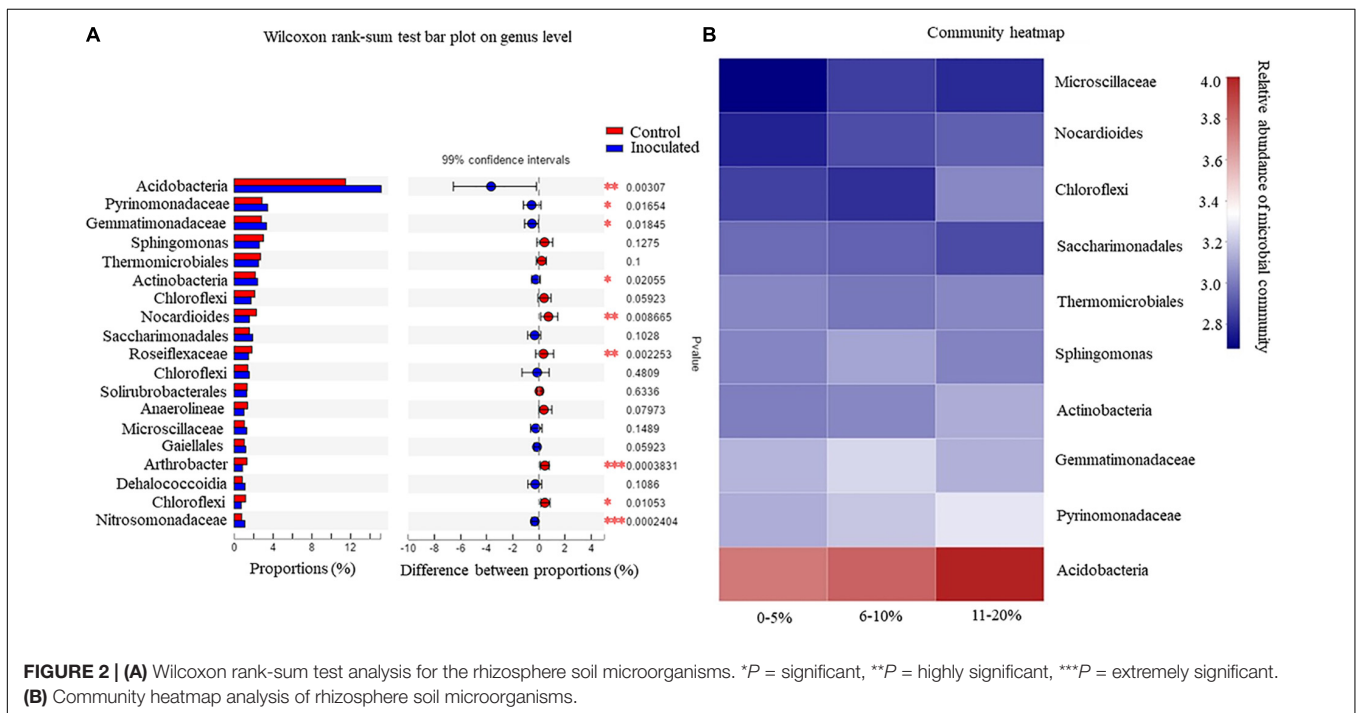 A
Wilcoxon rank-sum test bar plot on genus level
Control
Inoculated
99% confidence intervals
Acidobacteria ** 0.00307
Pyrinomonadaceae * 0.01654
Gemmatimonadaceae * 0.01845
Sphingomonas 0.1275
Thermomicrobiales 0.1
Actinobacteria * 0.02055
Chloroflexi 0.05923
Nocardioides ** 0.008665
Saccharimonadales 0.1028
Roseiflexaceae ** 0.002253
Chloroflexi 0.4809
Solirubrobacterales 0.6336
Anaerolineae 0.07973
Microscillaceae 0.1489
Gaiellales 0.05923
Arthrobacter *** 0.0003831
Dehalococcoidia 0.1086
Chloroflexi * 0.01053
Nitrosomonadaceae *** 0.0002404
Pvalue
0 4 8 12
-10 -8 -6 -4 -2 0 2 4
Proportions (%)
Difference between proportions (%)
B
Community heatmap
Microscillaceae
Nocardioides
Chloroflexi
Saccharimonadales
Thermomicrobiales
Sphingomonas
Actinobacteria
Gemmatimonadaceae
Pyrinomonadaceae
Acidobacteria
0-5% 6-10% 11-20%
4.0
3.8
3.6
3.4
3.2
3.0
2.8
Relative abundance of microbial community
FIGURE 2 | (A) Wilcoxon rank-sum test analysis for the rhizosphere soil microorganisms. *P = significant, **P = highly significant, ***P = extremely significant.
(B) Community heatmap analysis of rhizosphere soil microorganisms.